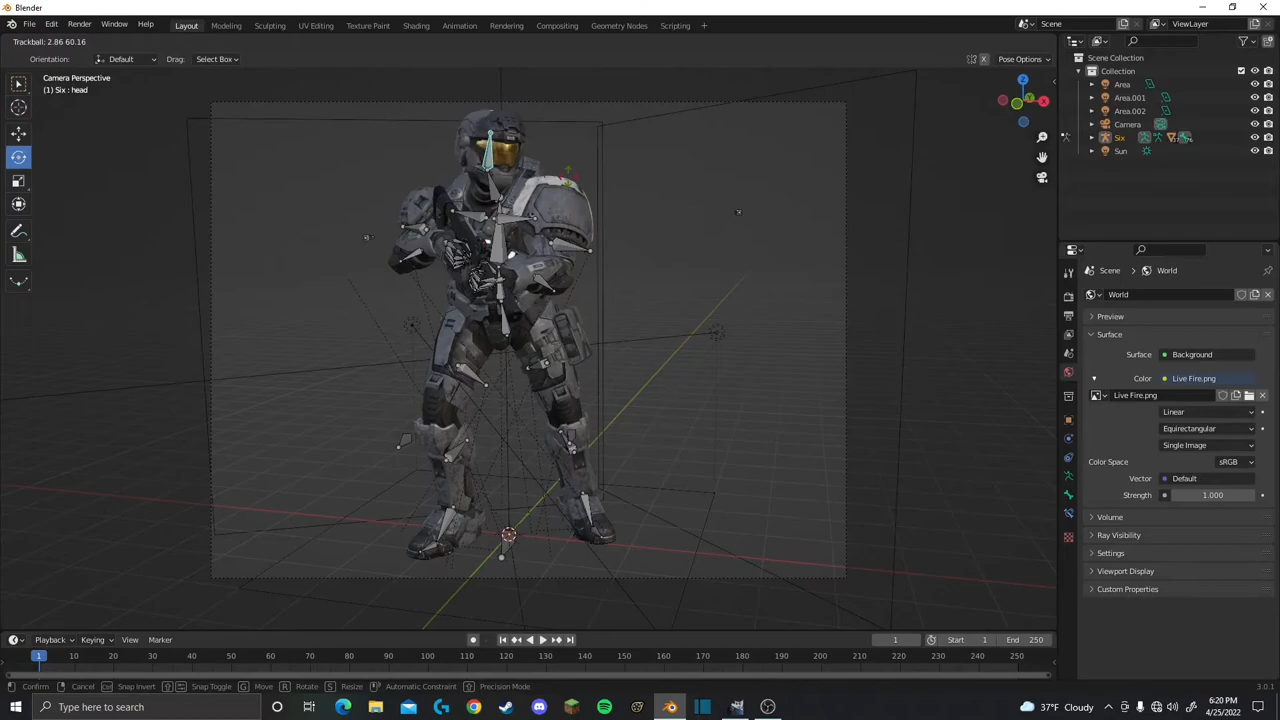 Blender
File Edit Render Window Help Layout Modeling Sculpting UV Editing Texture Paint Shading Animation Rendering Compositing Geometry Nodes Scripting + Scene ViewLayer
Trackball: 2.86 60.16
Orientation: Default Drag: Select Box X Pose Options
Camera Perspective
(1) Six : head
Scene Collection
Collection
Area
Area.001
Area.002
Camera
Six
Sun
Scene > World
World
Preview
Surface
Surface Background
Color Live Fire.png
Live Fire.png
Linear
Equirectangular
Single Image
Color Space sRGB
Vector Default
Strength 1.000
Volume
Ray Visibility
Settings
Viewport Display
Custom Properties
Playback Keying View Marker 1 Start 1 End 250
1 10 20 30 40 50 60 70 80 90 100 110 120 130 140 150 160 170 180 190 200 210 220 230 240 250
Confirm Cancel Ctrl Snap Invert Snap Toggle G Move R Rotate S Resize Automatic Constraint Precision Mode 3.0.1
Type here to search 37°F Cloudy 6:20 PM
4/25/2022